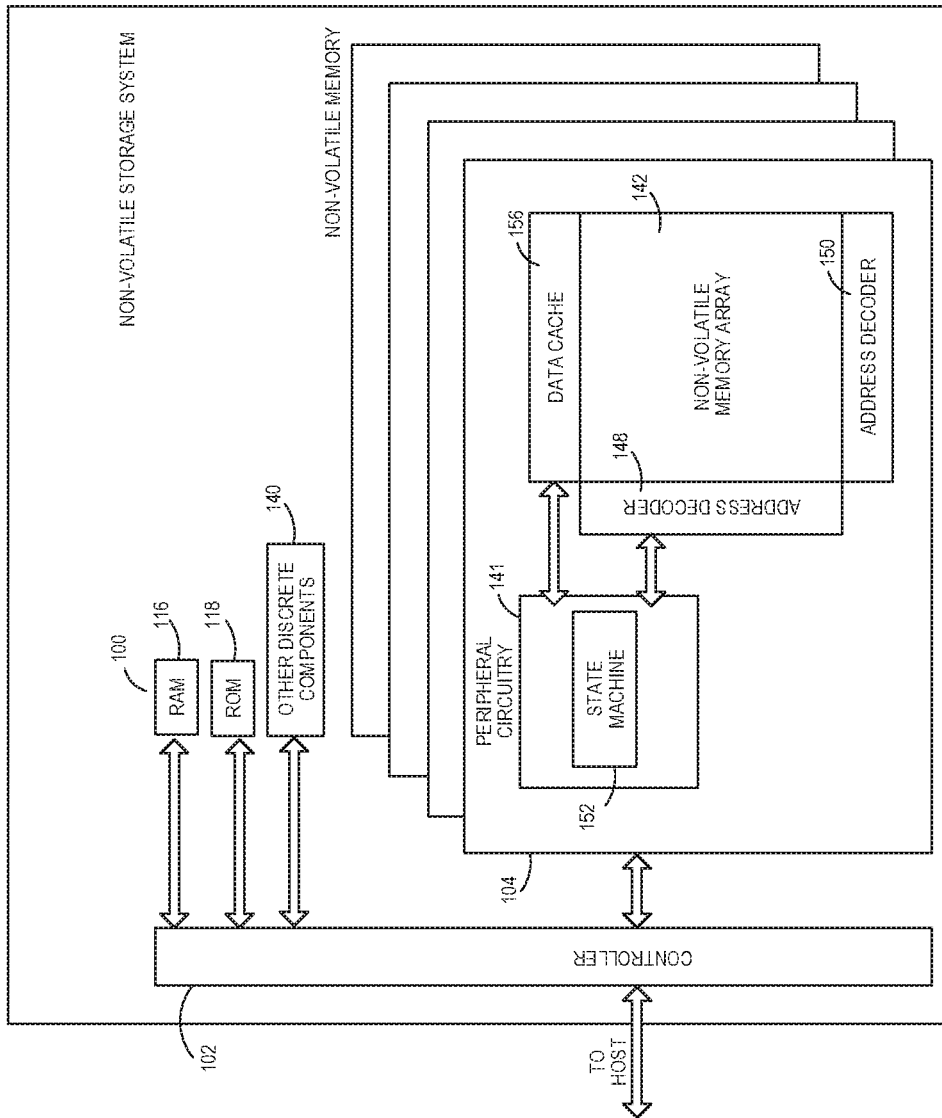 NON-VOLATILE STORAGE SYSTEM
100
116
RAM
118
ROM
140
OTHER DISCRETE
COMPONENTS
NON-VOLATILE MEMORY
PERIPHERAL
CIRCUITRY
141
STATE
MACHINE
152
DATA CACHE
156
ADDRESS DECODER
148
NON-VOLATILE
MEMORY ARRAY
142
ADDRESS DECODER
150
104
CONTROLLER
102
TO
HOST